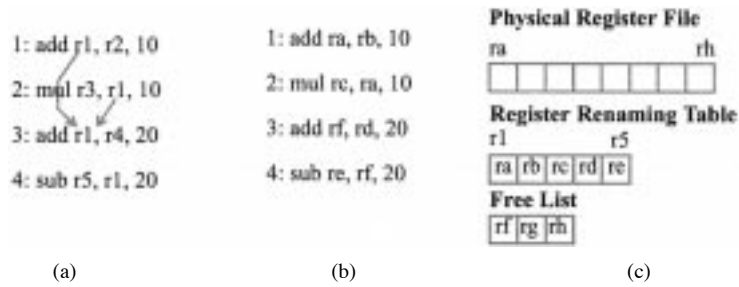 1: add r1, r2, 10
2: mul r3, r1, 10
3: add r1, r4, 20
4: sub r5, r1, 20
(a)
1: add ra, rb, 10
2: mul rc, ra, 10
3: add rf, rd, 20
4: sub re, rf, 20
(b)
Physical Register File
ra rh
Register Renaming Table
r1 r5
ra rb rc rd re
Free List
rf rg rh
(c)